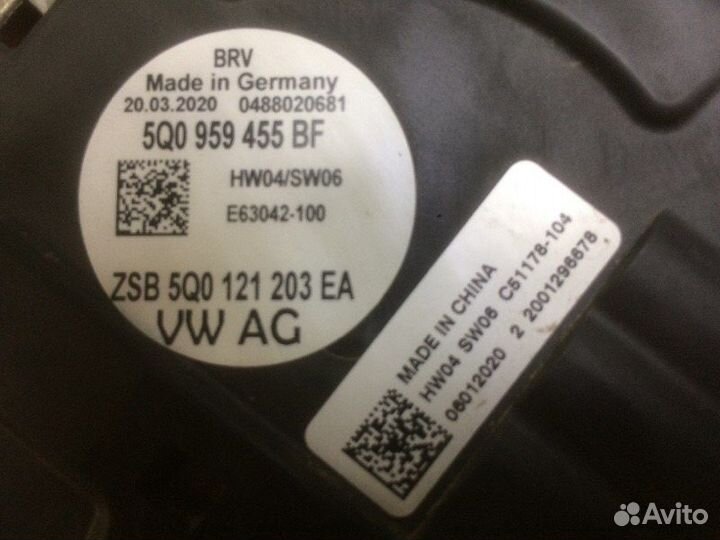 BRV
Made in Germany
20.03.2020 0488020681
5Q0 959 455 BF
HW04/SW06
E63042-100
ZSB 5Q0 121 203 EA
VW AG
MADE IN CHINA
HW04 SW06 C51178-104
06012020 2 2001296678
Avito